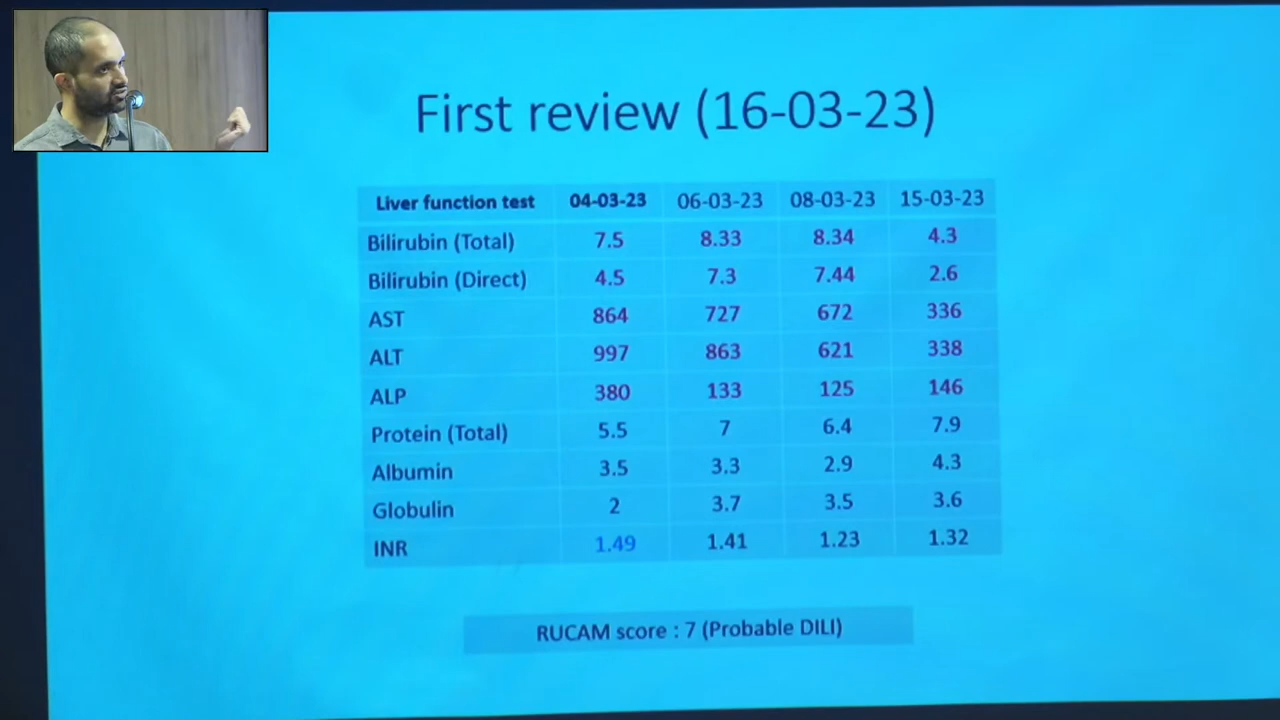 First review (16-03-23)
Liver function test 04-03-23 06-03-23 08-03-23 15-03-23
Bilirubin (Total) 7.5 8.33 8.34 4.3
Bilirubin (Direct) 4.5 7.3 7.44 2.6
AST 864 727 672 336
ALT 997 863 621 338
ALP 380 133 125 146
Protein (Total) 5.5 7 6.4 7.9
Albumin 3.5 3.3 2.9 4.3
Globulin 2 3.7 3.5 3.6
INR 1.49 1.41 1.23 1.32
RUCAM score : 7 (Probable DILI)